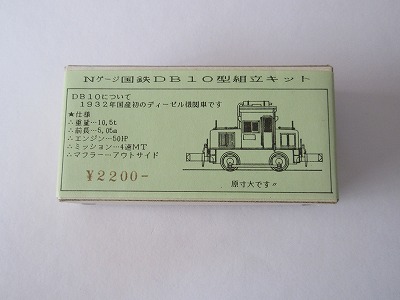 Nゲージ国鉄DB10型組立キット
DB10について
1932年国産初のディーゼル機関車です
★仕様
∴重量…10,5t
∴前長…5,05m
∴エンジン…50IP
∴ミッション…4速MT
∴マフラー…アウトサイド
¥2200-
原寸大です〃